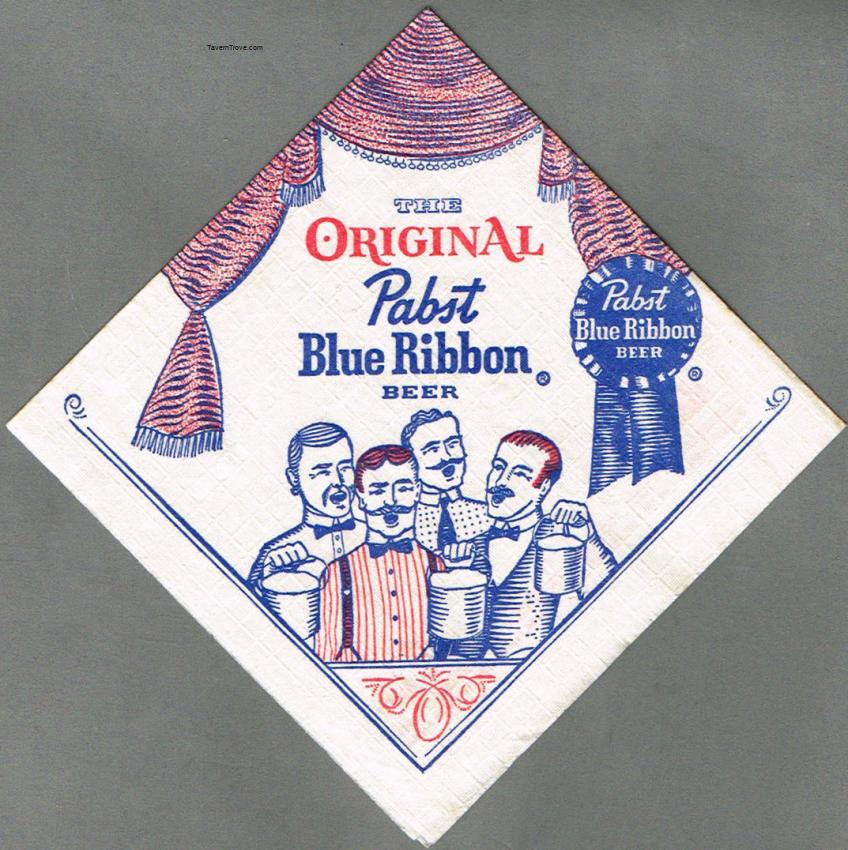 TavernTrove.com
THE
ORIGINAL
Pabst
Blue Ribbon ®
BEER
Pabst
Blue Ribbon
BEER
®